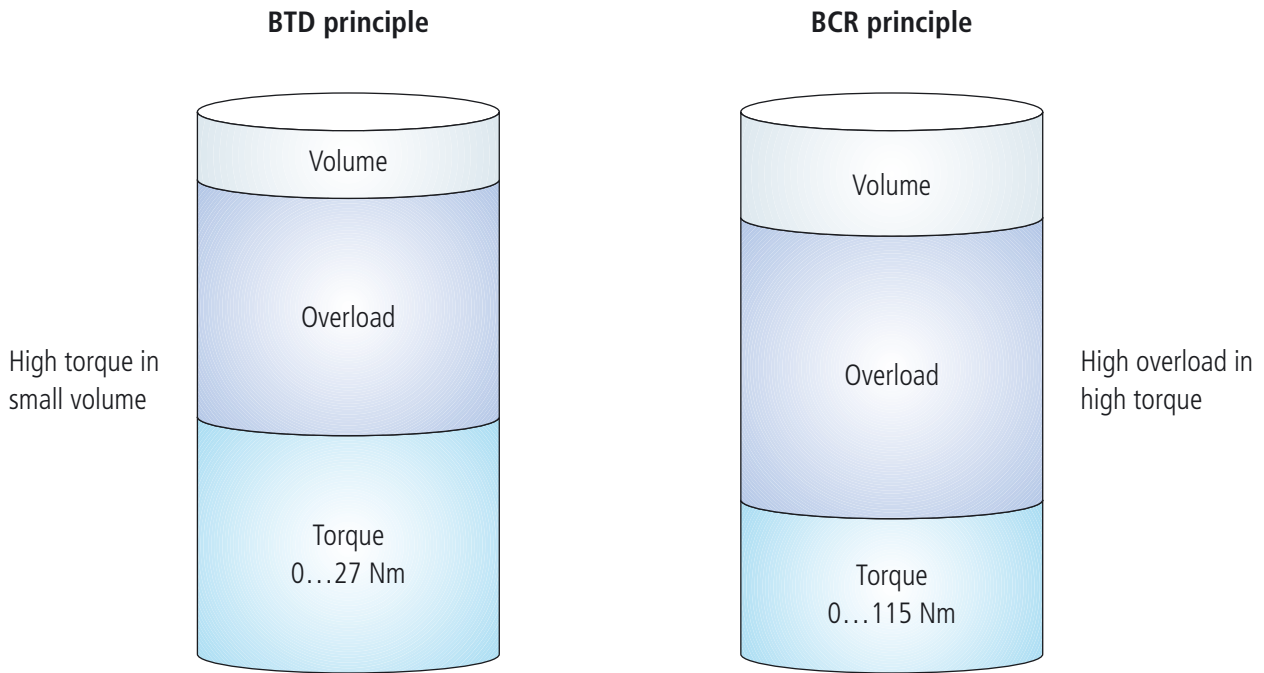 BTD principle
Volume
Overload
High torque in
small volume
Torque
0…27 Nm
BCR principle
Volume
Overload
High overload in
high torque
Torque
0…115 Nm